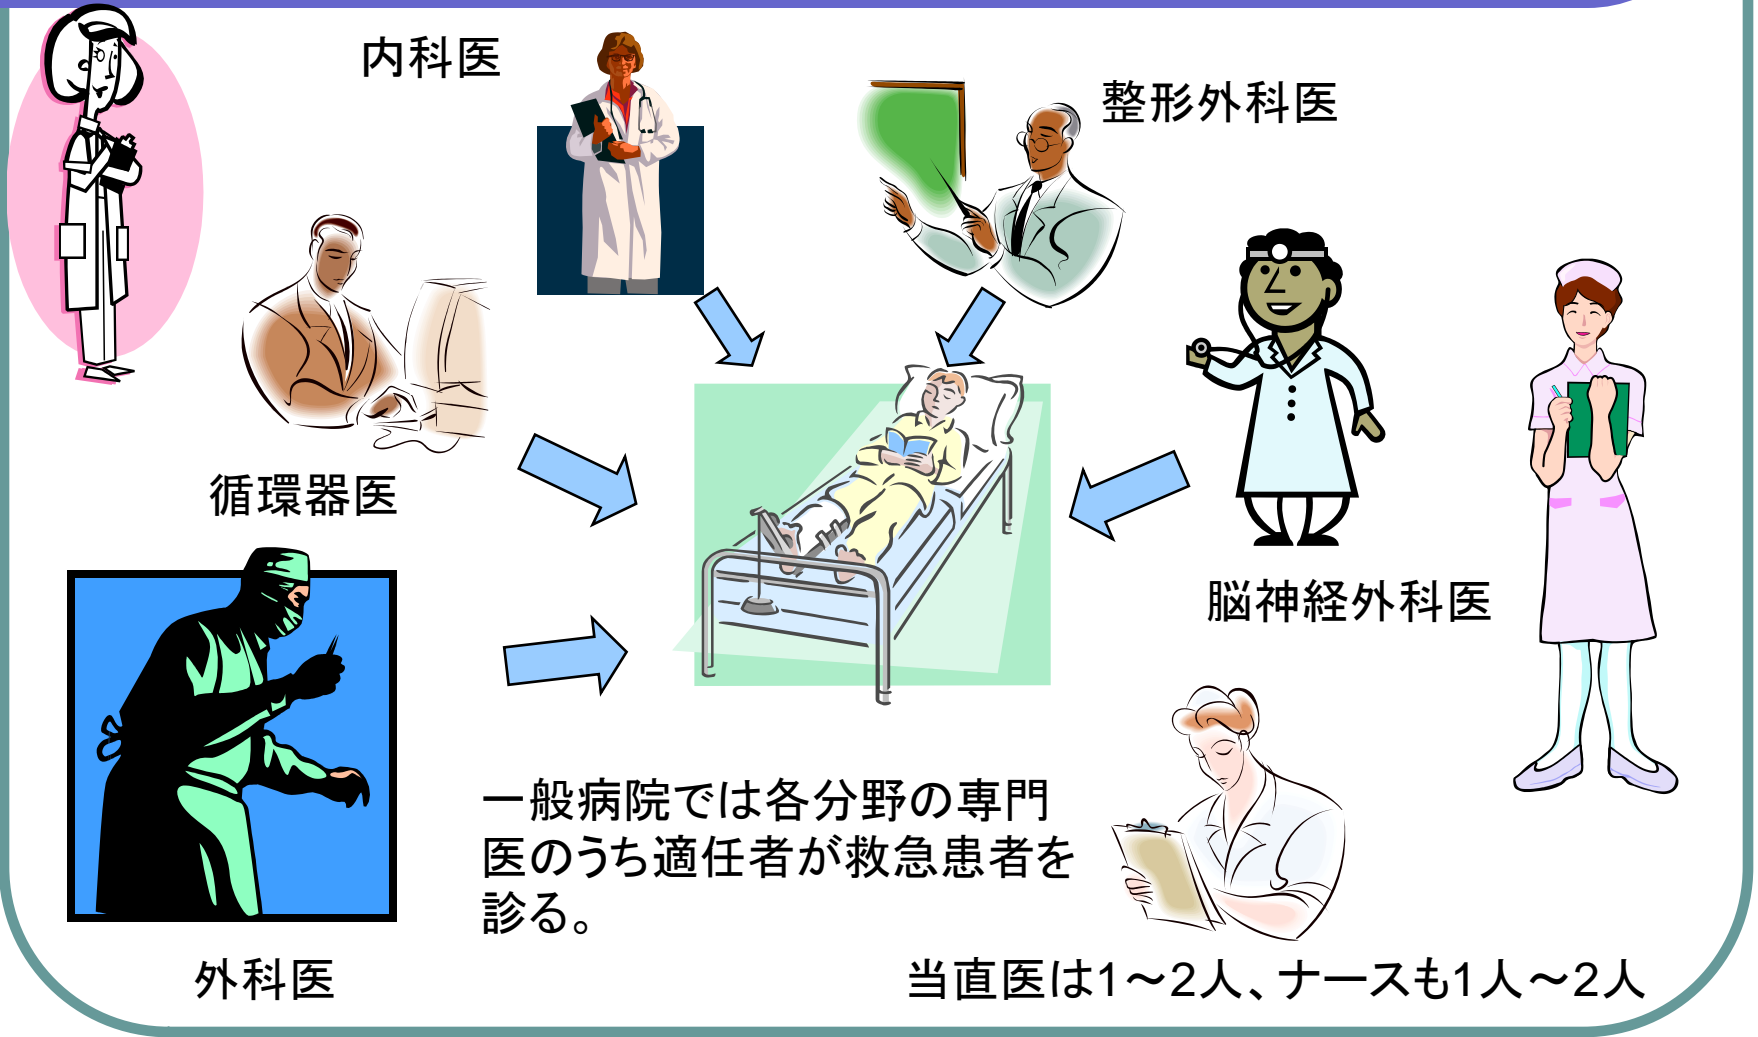 内科医
整形外科医
循環器医
脳神経外科医
一般病院では各分野の専門
医のうち適任者が救急患者を
診る。
外科医
当直医は1～2人、ナースも1人～2人